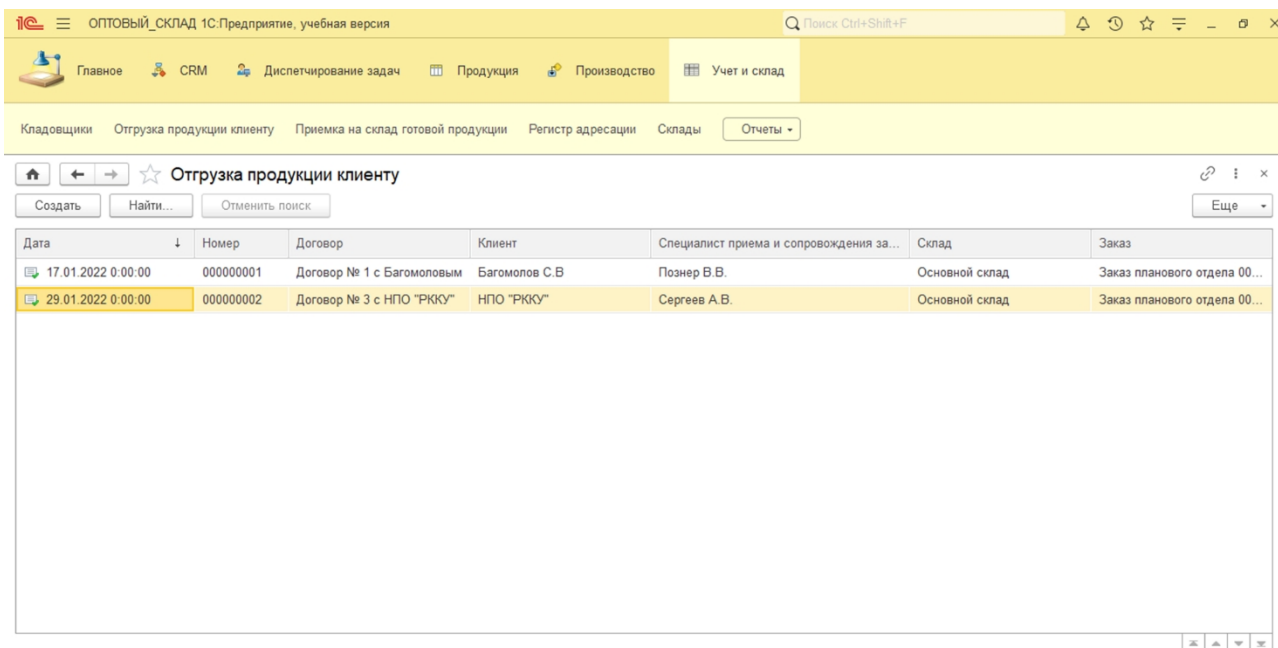 1С ОПТОВЫЙ_СКЛАД 1С:Предприятие, учебная версия Поиск Ctrl+Shift+F
Главное CRM Диспетчирование задач Продукция Производство Учет и склад
Кладовщики Отгрузка продукции клиенту Приемка на склад готовой продукции Регистр адресации Склады Отчеты
Отгрузка продукции клиенту
Создать Найти... Отменить поиск Еще
Дата Номер Договор Клиент Специалист приема и сопровождения за... Склад Заказ
17.01.2022 0:00:00 000000001 Договор № 1 с Багомоловым Багомолов С.В Познер В.В. Основной склад Заказ планового отдела 00...
29.01.2022 0:00:00 000000002 Договор № 3 с НПО "РККУ" НПО "РККУ" Сергеев А.В. Основной склад Заказ планового отдела 00...